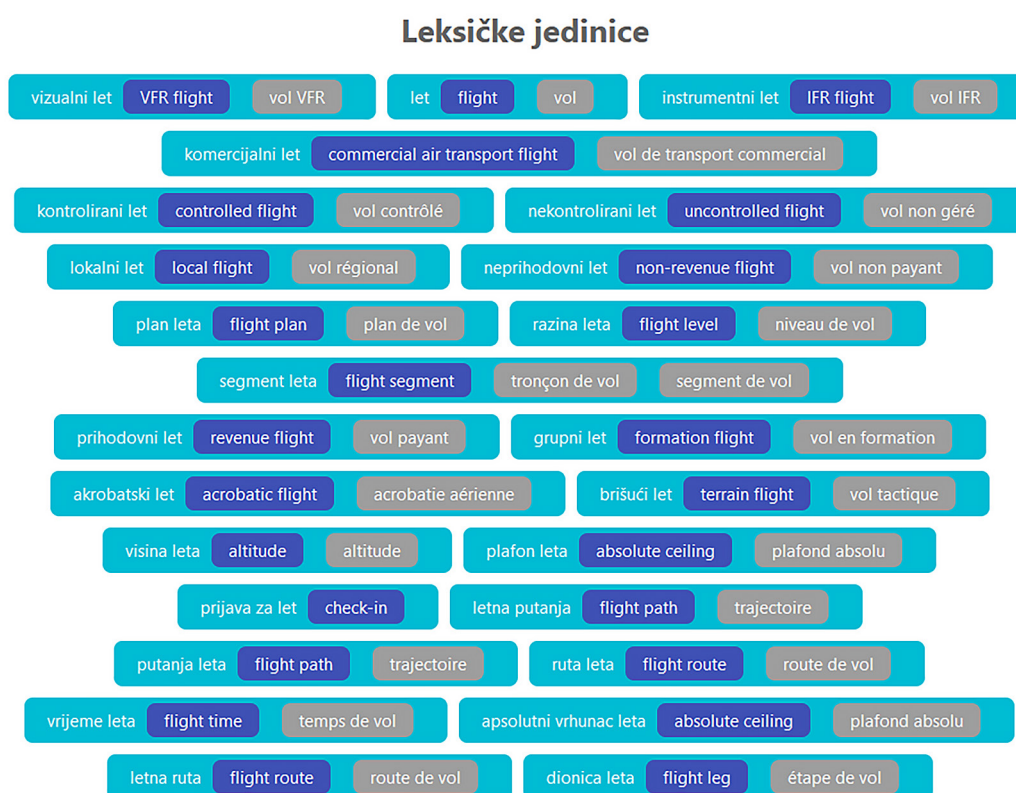 Leksičke jedinice
vizualni let VFR flight vol VFR let flight vol instrumentni let IFR flight vol IFR
komercijalni let commercial air transport flight vol de transport commercial
kontrolirani let controlled flight vol contrôlé nekontrolirani let uncontrolled flight vol non géré
lokalni let local flight vol régional neprihodovni let non-revenue flight vol non payant
plan leta flight plan plan de vol razina leta flight level niveau de vol
segment leta flight segment tronçon de vol segment de vol
prihodovni let revenue flight vol payant grupni let formation flight vol en formation
akrobatski let acrobatic flight acrobatie aérienne brišući let terrain flight vol tactique
visina leta altitude altitude plafon leta absolute ceiling plafond absolu
prijava za let check-in letna putanja flight path trajectoire
putanja leta flight path trajectoire ruta leta flight route route de vol
vrijeme leta flight time temps de vol apsolutni vrhunac leta absolute ceiling plafond absolu
letna ruta flight route route de vol dionica leta flight leg étape de vol